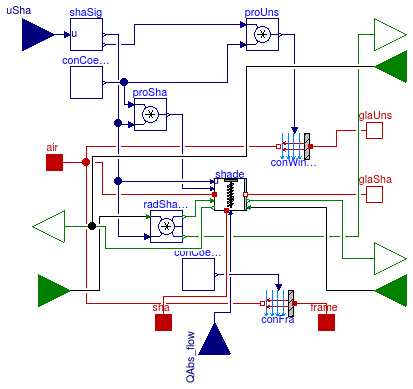 uSha
shaSig
proUns
u
conCoe...
proSha
glaUns
air
conWin...
shade
glaSha
radSha...
conCoe...
sha
conFra
frame
QAbs_flow